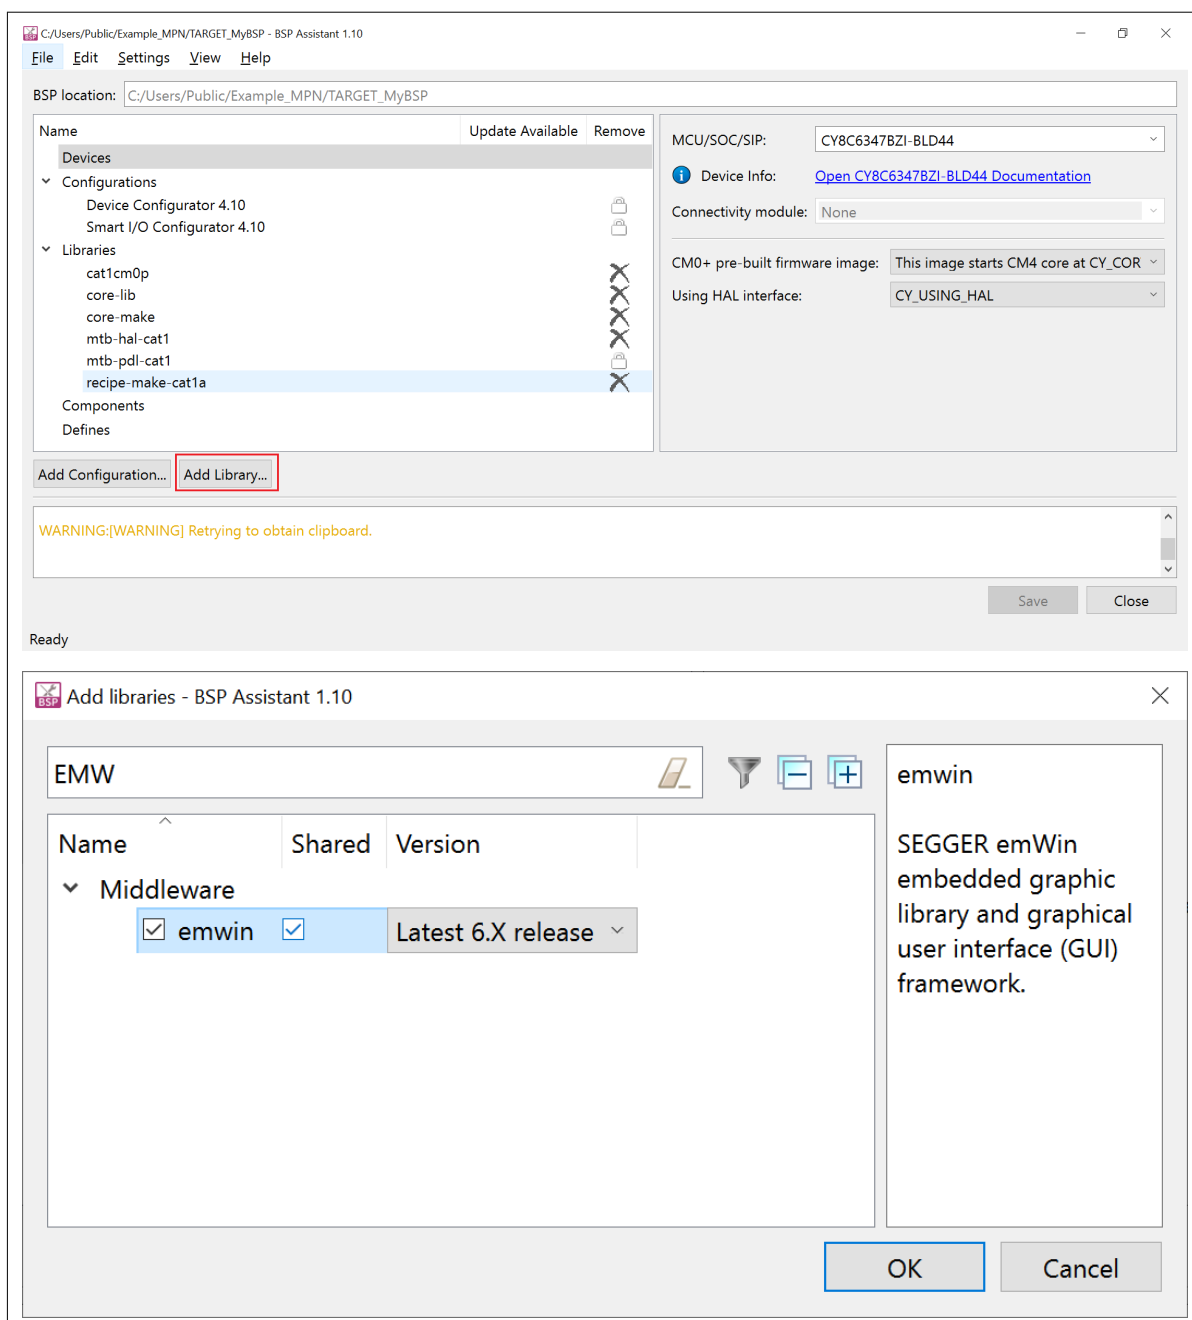 C:/Users/Public/Example_MPN/TARGET_MyBSP - BSP Assistant 1.10
File Edit Settings View Help
BSP location: C:/Users/Public/Example_MPN/TARGET_MyBSP
Name Update Available Remove
Devices
Configurations
Device Configurator 4.10
Smart I/O Configurator 4.10
Libraries
cat1cm0p
core-lib
core-make
mtb-hal-cat1
mtb-pdl-cat1
recipe-make-cat1a
Components
Defines
MCU/SOC/SIP: CY8C6347BZI-BLD44
Device Info: Open CY8C6347BZI-BLD44 Documentation
Connectivity module: None
CM0+ pre-built firmware image: This image starts CM4 core at CY_COR
Using HAL interface: CY_USING_HAL
Add Configuration... Add Library...
WARNING:[WARNING] Retrying to obtain clipboard.
Save Close
Ready
BSP Add libraries - BSP Assistant 1.10
EMW
Name Shared Version
Middleware
emwin Latest 6.X release
emwin
SEGGER emWin
embedded graphic
library and graphical
user interface (GUI)
framework.
OK Cancel